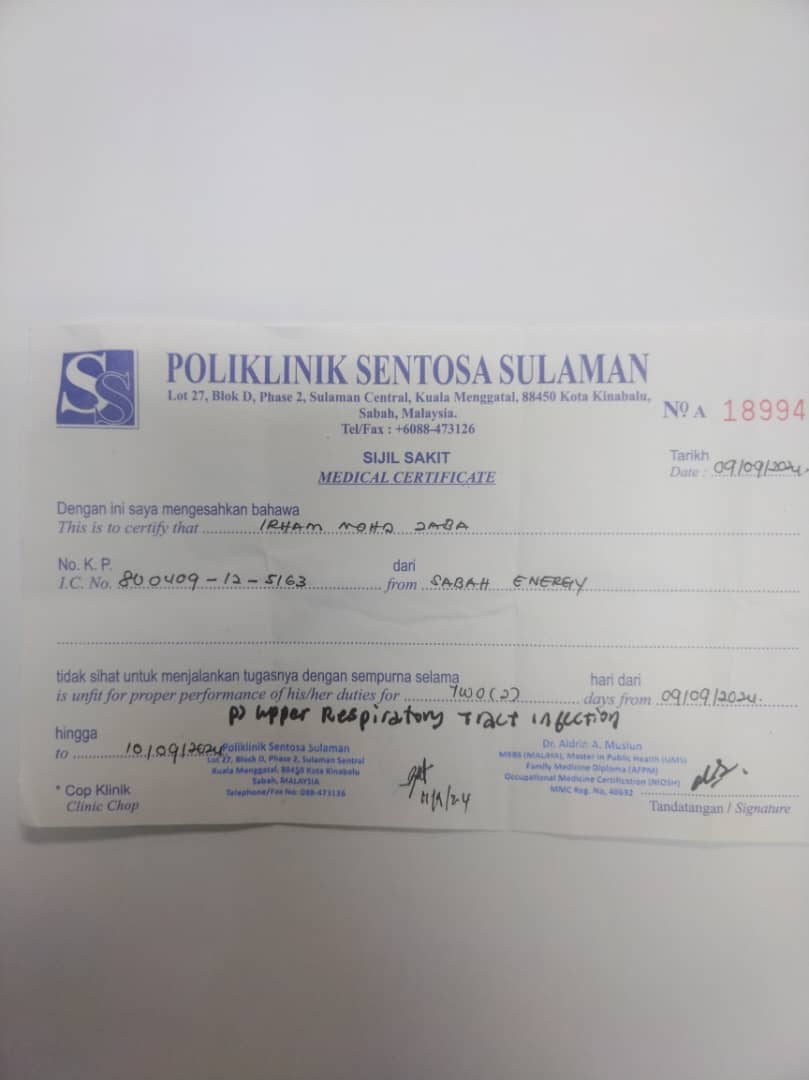 SS
POLIKLINIK SENTOSA SULAMAN
Lot 27, Blok D, Phase 2, Sulaman Central, Kuala Menggatal, 88450 Kota Kinabalu,
Sabah, Malaysia.
Tel/Fax : +6088-473126
Nº A 18994
SIJIL SAKIT
MEDICAL CERTIFICATE
Tarikh
Date : 09/09/2024.
Dengan ini saya mengesahkan bahawa
This is to certify that IRHAM MOHD JABA
No. K. P. dari
I.C. No. 800409-12-5163 from SABAH ENERGY
tidak sihat untuk menjalankan tugasnya dengan sempurna selama hari dari
is unfit for proper performance of his/her duties for TWO (2) days from 09/09/2024.
Upper Respiratory Tract Infection
hingga
to 10/09/2024
Poliklinik Sentosa Sulaman
Lot 27, Block D, Phase 2, Sulaman Sentral
Kuala Menggatal, 88450 Kota Kinabalu
Sabah, MALAYSIA
Telephone/Fax No: 088-473126
Dr. Aldrin A. Muslun
MBBS (MALAYA), Master in Public Health (UMS)
Family Medicine Diploma (AFPM)
Occupational Medicine Certification (NIOSH)
MMC Reg. No, 40692
* Cop Klinik
Clinic Chop
Tandatangan / Signature